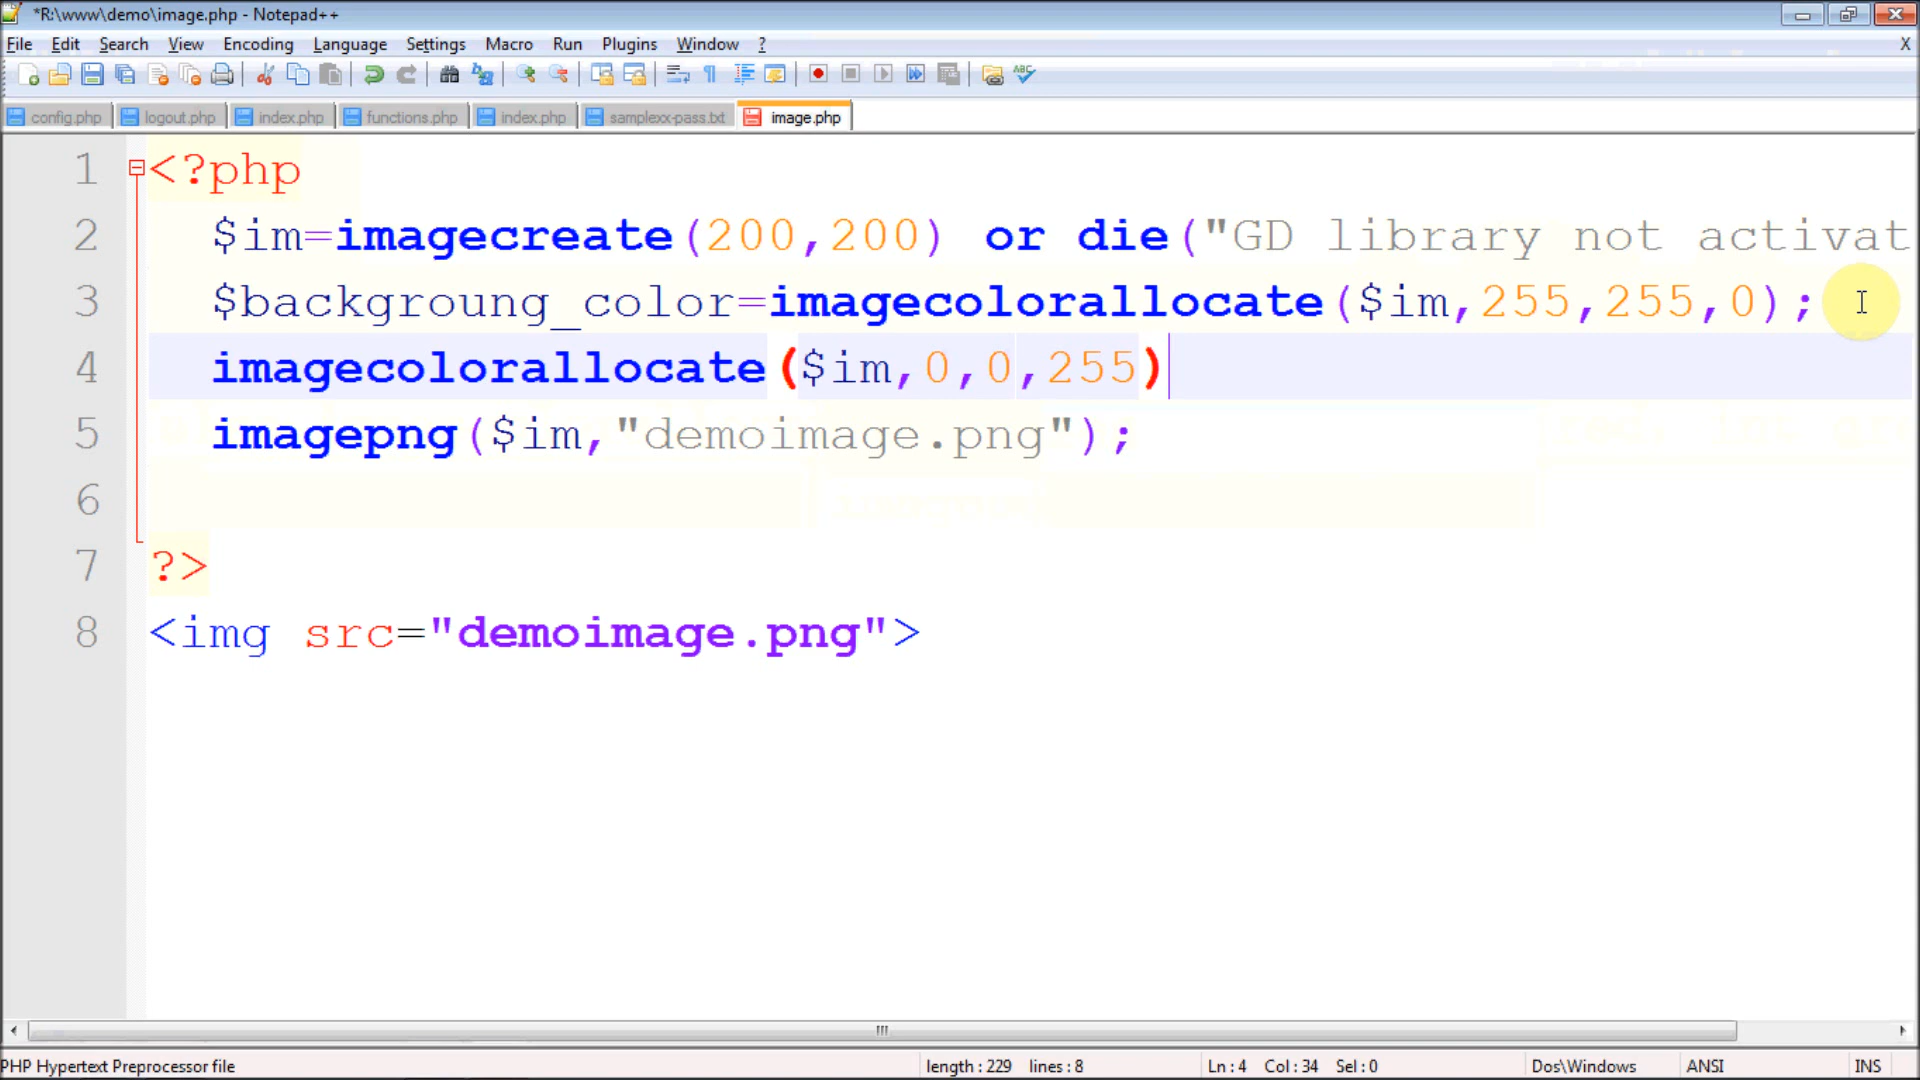 *R:\www\demo\image.php - Notepad++
File Edit Search View Encoding Language Settings Macro Run Plugins Window ? X
config.php logout.php index.php functions.php index.php samplexx-pass.txt image.php
1 <?php
2 $im=imagecreate(200,200) or die("GD library not activat
3 $backgroung_color=imagecolorallocate($im,255,255,0);
4 imagecolorallocate($im,0,0,255)
5 imagepng($im,"demoimage.png");
6
7 ?>
8 <img src="demoimage.png">
PHP Hypertext Preprocessor file length : 229 lines : 8 Ln : 4 Col : 34 Sel : 0 Dos\Windows ANSI INS